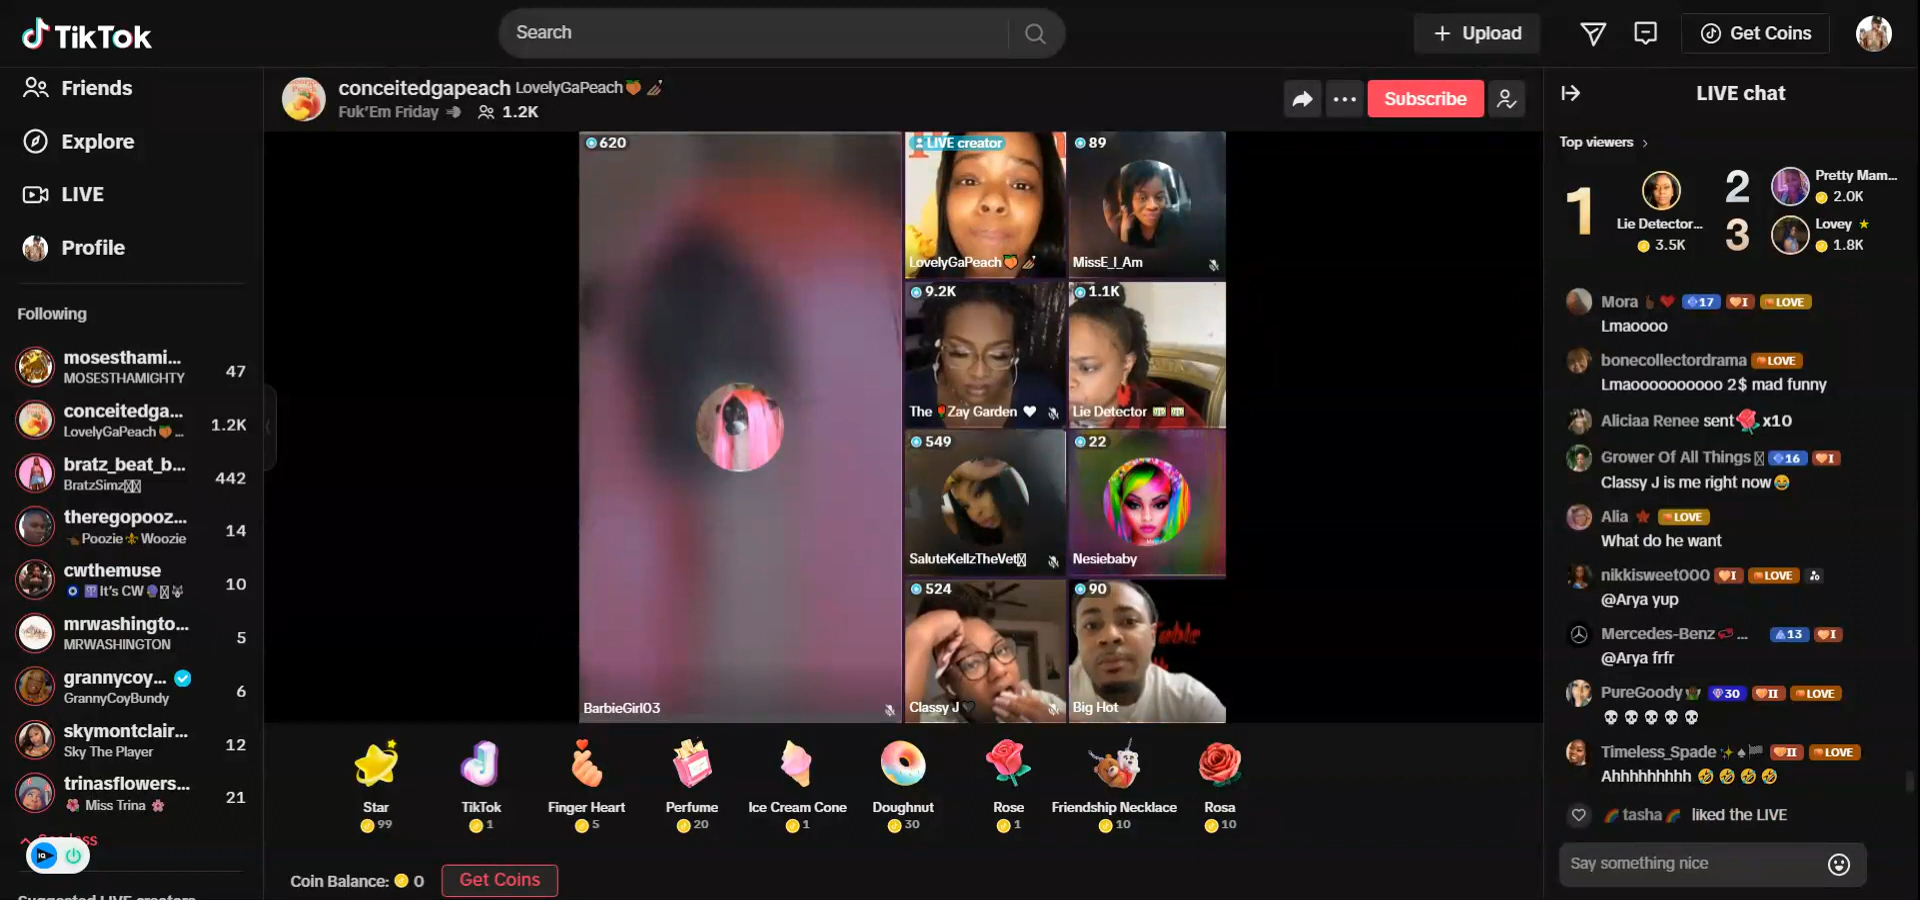 TikTok
Search
Upload
Get Coins
Friends
Explore
LIVE
Profile
Following
mosesthami...
MOSESTHAMIGHTY
47
conceitedga...
LovelyGaPeach🍑...
1.2K
bratz_beat_b...
BratzSimz
442
theregopooz...
Poozie⚜Woozie
14
cwthemuse
It's CW
10
mrwashingto...
MRWASHINGTON
5
grannycoy...
GrannyCoyBundy
6
skymontclair...
Sky The Player
12
trinasflowers...
🌸 Miss Trina 🌸
21
See less
conceitedgapeach LovelyGaPeach🍑💅🏾
Fuk'Em Friday
1.2K
Subscribe
620
BarbieGirl03
LIVE creator
LovelyGaPeach🍑💅🏾
89
MissE_I_Am
9.2K
The 🌹Zay Garden 🤍
1.1K
Lie Detector
549
SaluteKellzTheVet
22
Nesiebaby
524
Classy J🖤
90
Big Hot
Star
99
TikTok
1
Finger Heart
5
Perfume
20
Ice Cream Cone
1
Doughnut
30
Rose
1
Friendship Necklace
10
Rosa
10
Coin Balance: 0
Get Coins
LIVE chat
Top viewers
1
Lie Detector...
3.5K
2
Pretty Mam...
2.0K
3
Lovey ⭐
1.8K
Mora ❤ 17 I LOVE
Lmaoooo
bonecollectordrama LOVE
Lmaoooooooooo 2$ mad funny
Aliciaa Renee sent 🌹 x10
Grower Of All Things 16 I
Classy J is me right now😂
Alia 🍁 LOVE
What do he want
nikkisweet000 I LOVE
@Arya yup
Mercedes-Benz ... 13 I
@Arya frfr
PureGoody 30 II LOVE
💀💀💀💀💀
Timeless_Spade✨♠🏁 II LOVE
Ahhhhhhhhh 🤣🤣🤣🤣
🌈tasha🌈 liked the LIVE
Say something nice